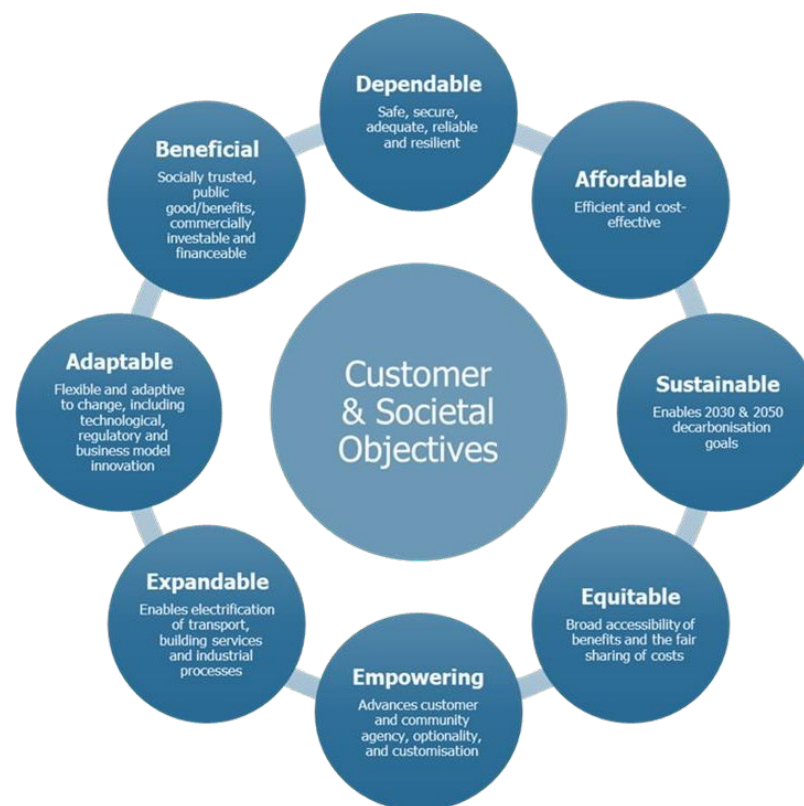 Dependable
Safe, secure,
adequate, reliable
and resilient
Affordable
Efficient and cost-
effective
Sustainable
Enables 2030 & 2050
decarbonisation
goals
Equitable
Broad accessibility of
benefits and the fair
sharing of costs
Empowering
Advances customer
and community
agency, optionality,
and customisation
Expandable
Enables electrification
of transport,
building services
and industrial
processes
Adaptable
Flexible and adaptive
to change, including
technological,
regulatory and
business model
innovation
Beneficial
Socially trusted,
public
good/benefits,
commercially
investable and
financeable
Customer
& Societal
Objectives